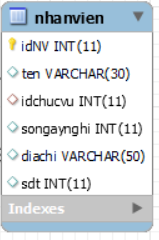 nhanvien
idNV INT(11)
ten VARCHAR(30)
idchucvu INT(11)
songaynghi INT(11)
diachi VARCHAR(50)
sdt INT(11)
Indexes